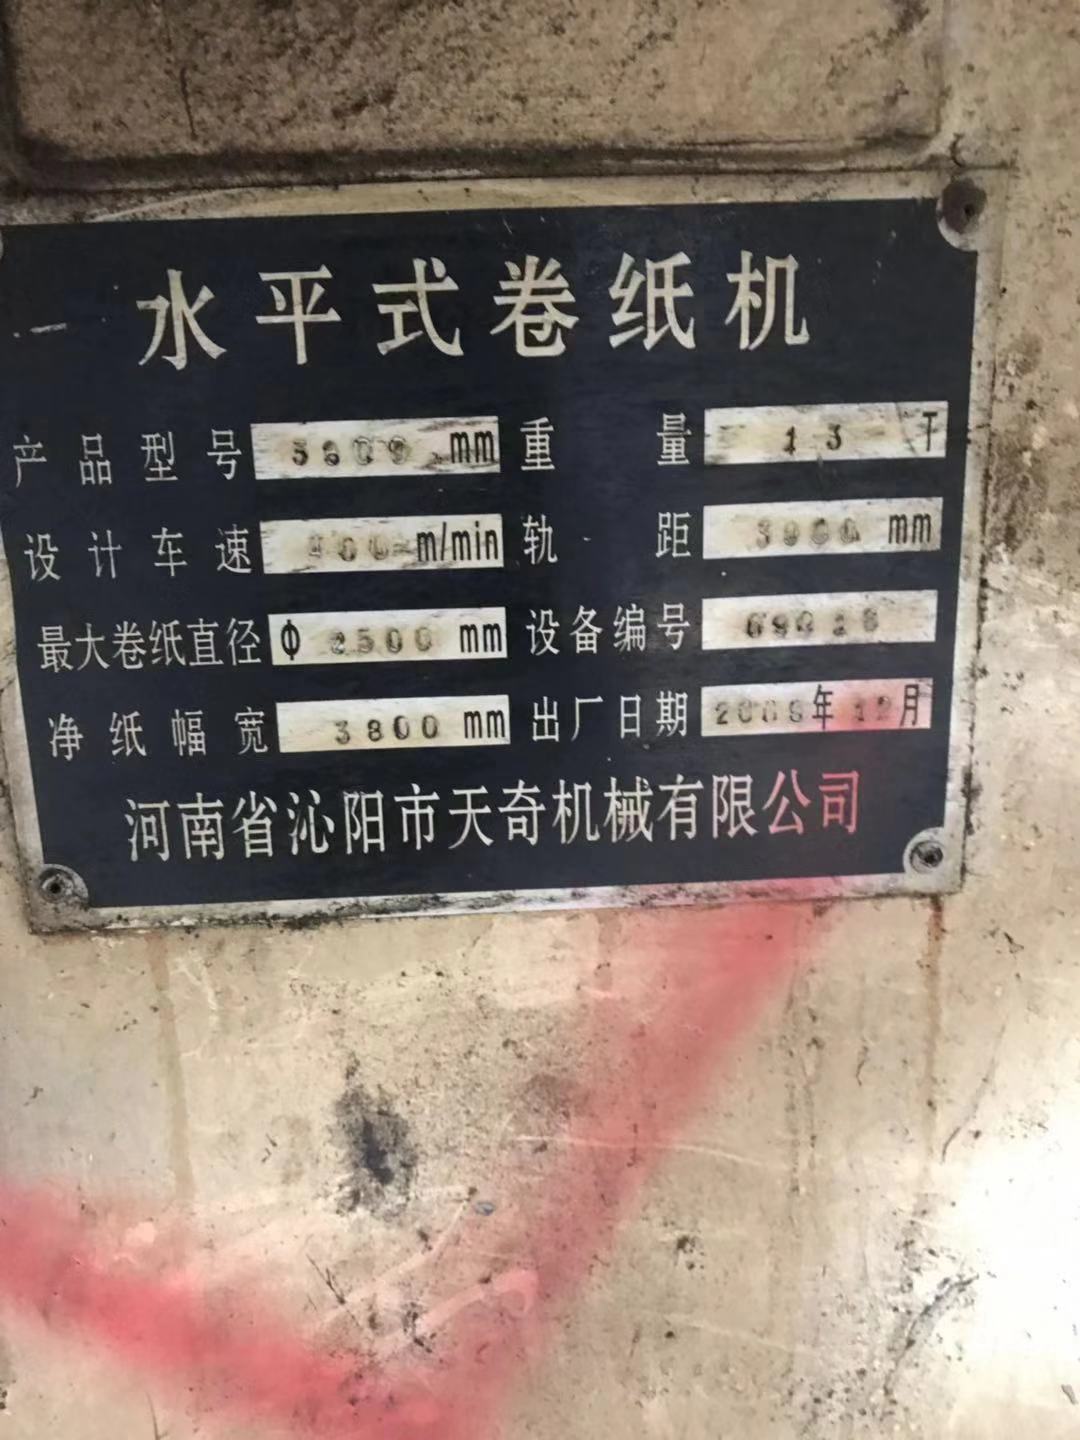 水平式卷纸机
产品型号 3800 mm 重量 13 T
设计车速 m/min 轨距 mm
最大卷纸直径 Φ 2500 mm 设备编号
净纸幅宽 3800 mm 出厂日期 年 12月
河南省沁阳市天奇机械有限公司